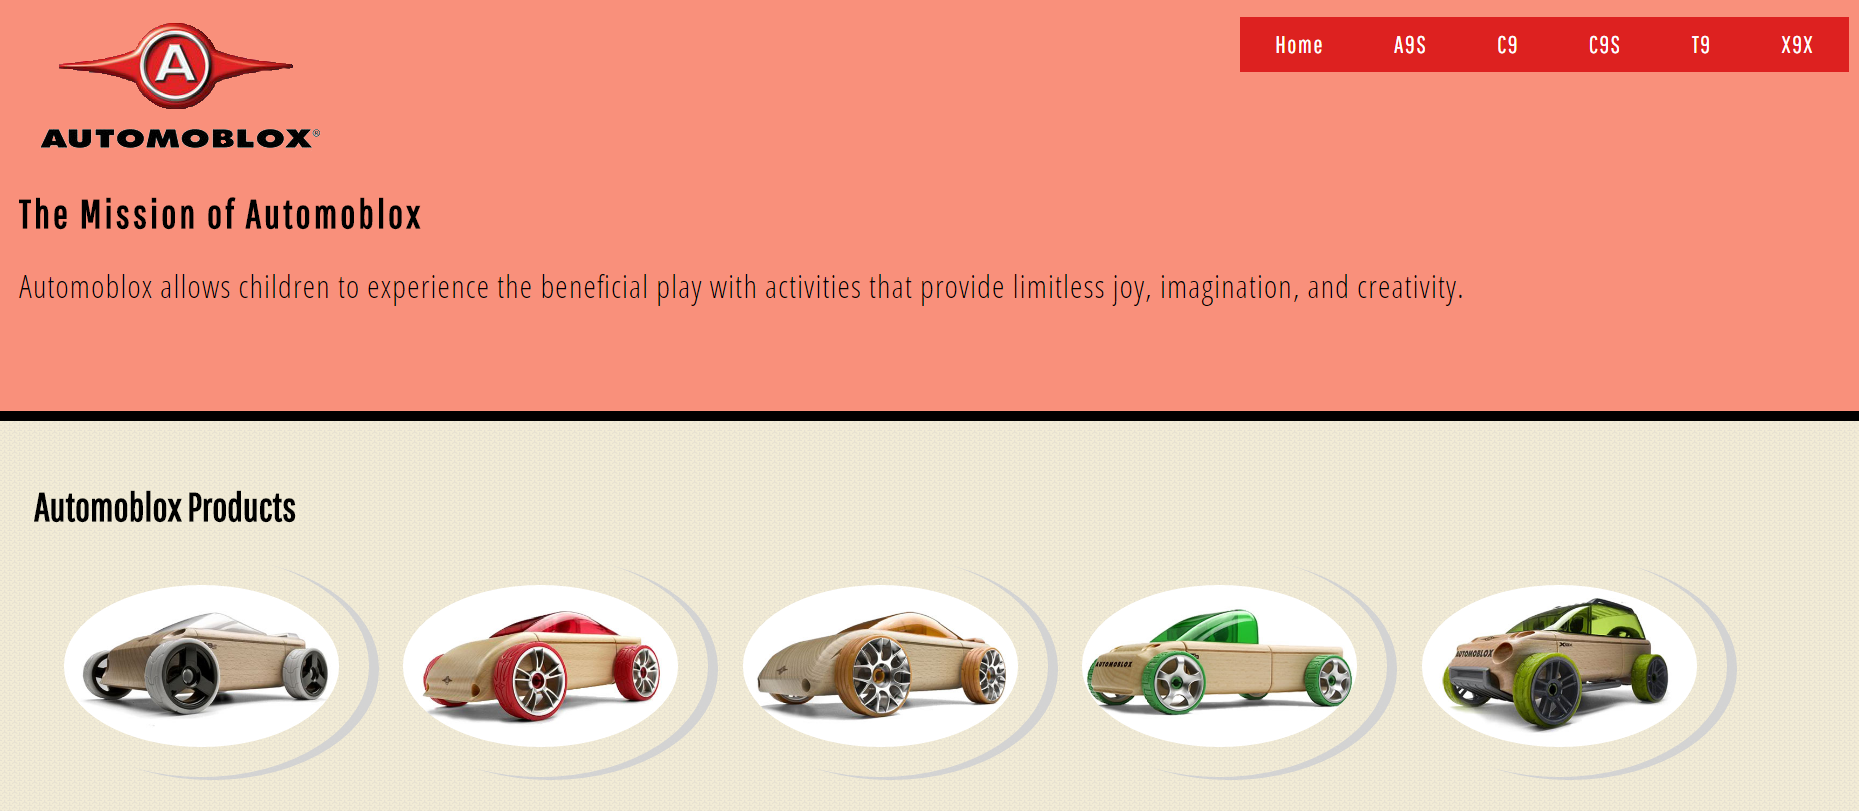 A
AUTOMOBLOX®
Home A9S C9 C9S T9 X9X
The Mission of Automoblox
Automoblox allows children to experience the beneficial play with activities that provide limitless joy, imagination, and creativity.
Automoblox Products
AUTOMOBLOX
AUTOMOBLOX